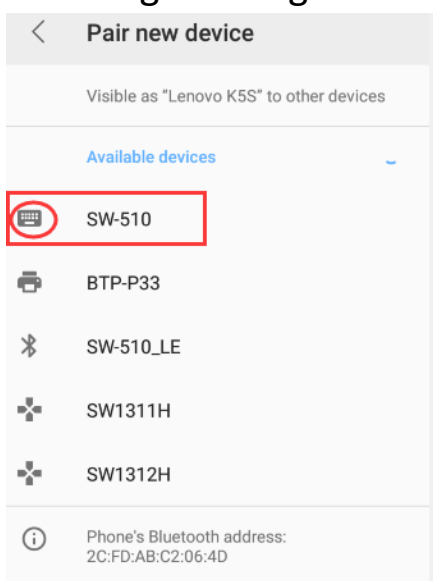 Pair new device
Visible as "Lenovo K5S" to other devices
Available devices
SW-510
BTP-P33
SW-510_LE
SW1311H
SW1312H
Phone's Bluetooth address:
2C:FD:AB:C2:06:4D